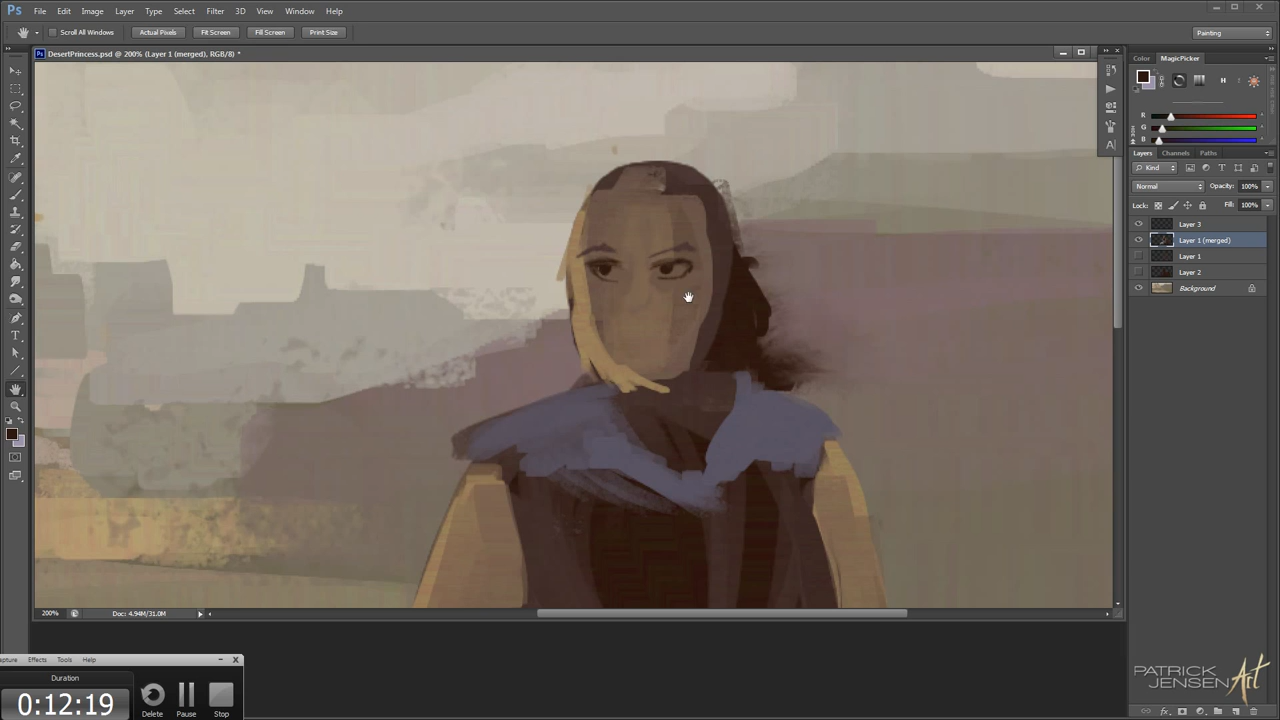 Ps File Edit Image Layer Type Select Filter 3D View Window Help
Scroll All Windows Actual Pixels Fit Screen Fill Screen Print Size Painting
DesertPrincess.psd @ 200% (Layer 1 (merged), RGB/8) *
Color MagicPicker
H
R
G
B
Layers Channels Paths
Kind
Normal Opacity: 100%
Lock: Fill: 100%
Layer 3
Layer 1 (merged)
Layer 1
Layer 2
Background
200% Doc: 4.94M/31.0M
apture Effects Tools Help
Duration
0:12:19
Delete Pause Stop
PATRICK
JENSEN Art
fx